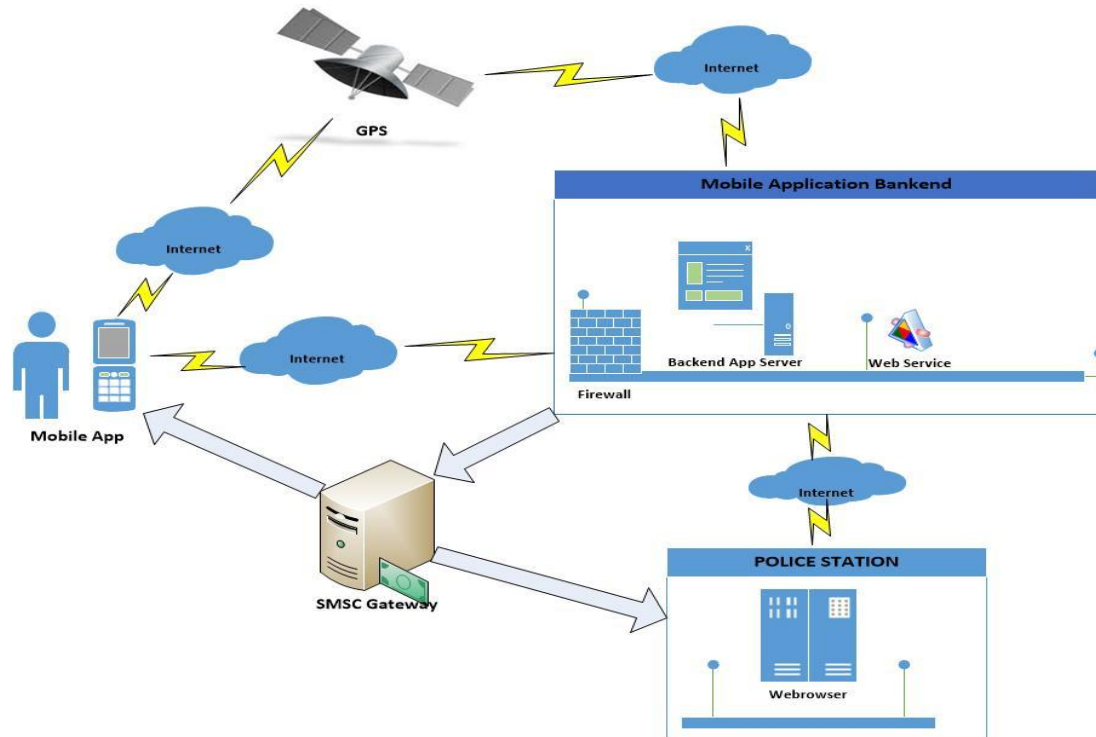 Internet
GPS
Mobile Application Bankend
Internet
X
Internet
Backend App Server
Web Service
Firewall
Mobile App
Internet
POLICE STATION
SMSC Gateway
Webrowser